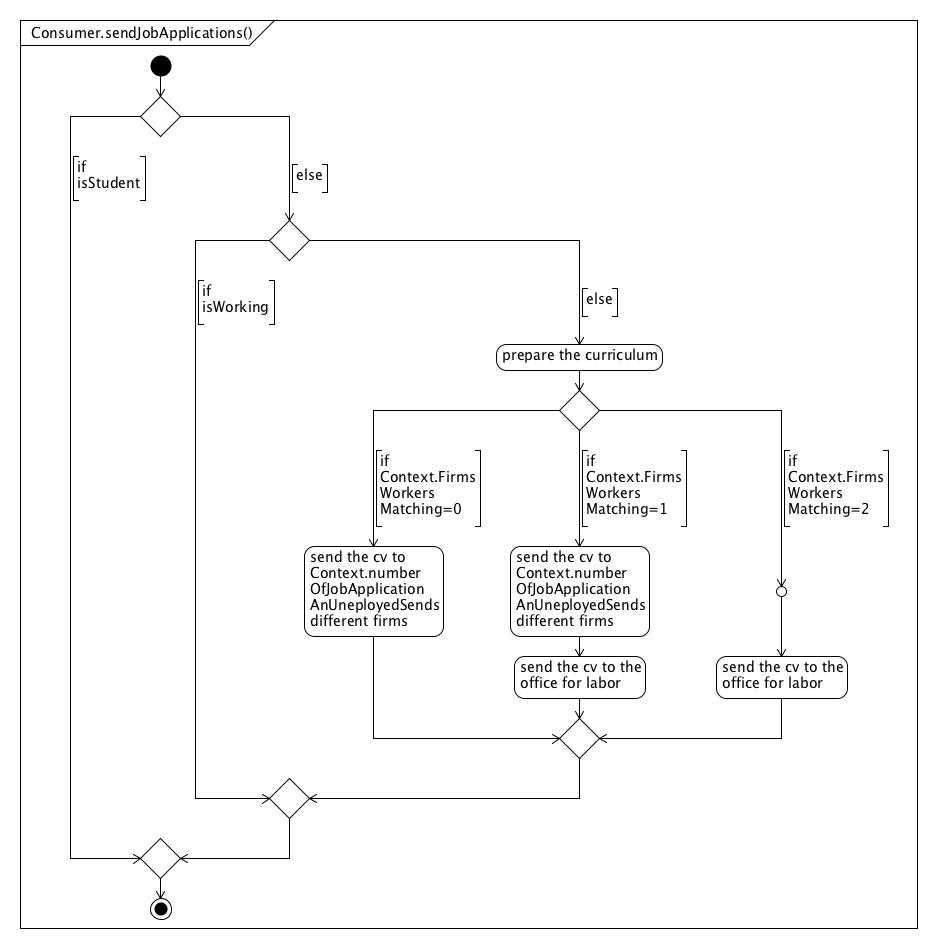 Consumer.sendJobApplications()
if
isStudent
else
if
isWorking
else
prepare the curriculum
if
Context.Firms
Workers
Matching=0
if
Context.Firms
Workers
Matching=1
if
Context.Firms
Workers
Matching=2
send the cv to
Context.number
OfJobApplication
AnUneployedSends
different firms
send the cv to
Context.number
OfJobApplication
AnUneployedSends
different firms
send the cv to the
office for labor
send the cv to the
office for labor